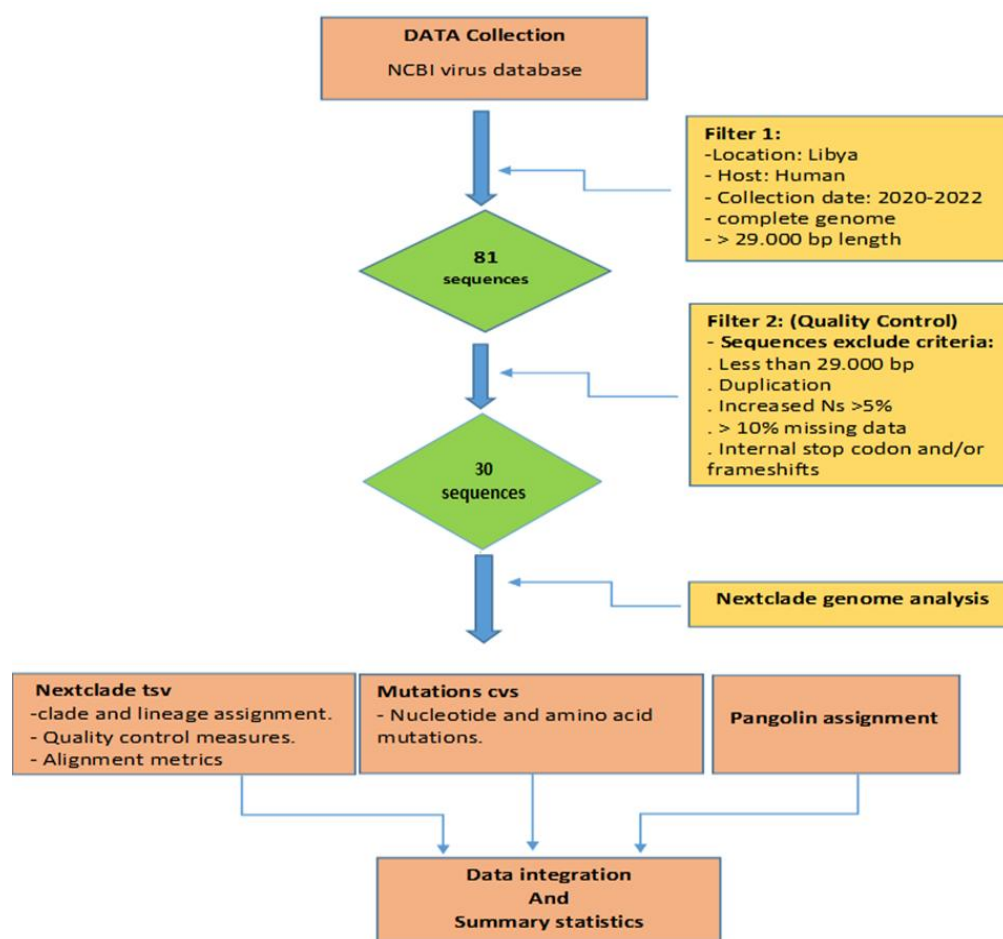 DATA Collection
NCBI virus database
Filter 1:
-Location: Libya
- Host: Human
- Collection date: 2020-2022
- complete genome
- > 29.000 bp length
81
sequences
Filter 2: (Quality Control)
- Sequences exclude criteria:
. Less than 29.000 bp
. Duplication
. Increased Ns >5%
. > 10% missing data
. Internal stop codon and/or
frameshifts
30
sequences
Nextclade genome analysis
Nextclade tsv
-clade and lineage assignment.
- Quality control measures.
- Alignment metrics
Mutations cvs
- Nucleotide and amino acid
mutations.
Pangolin assignment
Data integration
And
Summary statistics